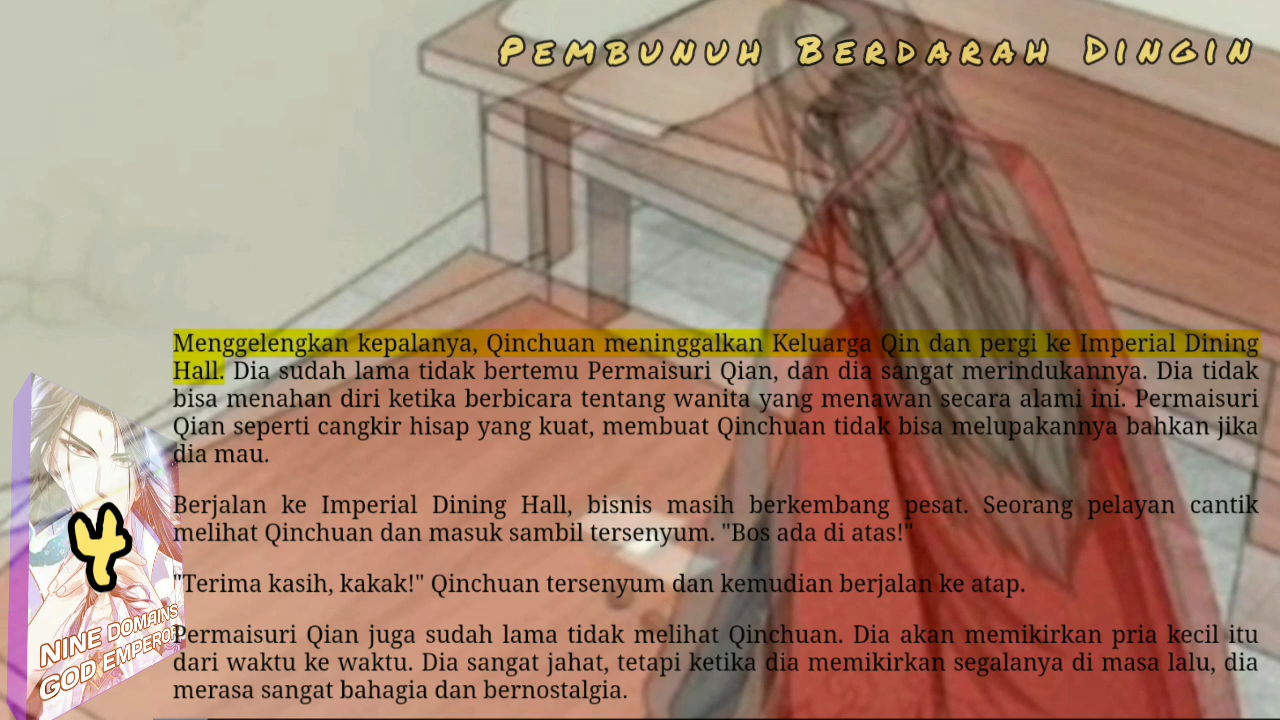 Pembunuh Berdarah Dingin
Menggelengkan kepalanya, Qinchuan meninggalkan Keluarga Qin dan pergi ke Imperial Dining
Hall. Dia sudah lama tidak bertemu Permaisuri Qian, dan dia sangat merindukannya. Dia tidak
bisa menahan diri ketika berbicara tentang wanita yang menawan secara alami ini. Permaisuri
Qian seperti cangkir hisap yang kuat, membuat Qinchuan tidak bisa melupakannya bahkan jika
dia mau.
Berjalan ke Imperial Dining Hall, bisnis masih berkembang pesat. Seorang pelayan cantik
melihat Qinchuan dan masuk sambil tersenyum. "Bos ada di atas!"
"Terima kasih, kakak!" Qinchuan tersenyum dan kemudian berjalan ke atap.
Permaisuri Qian juga sudah lama tidak melihat Qinchuan. Dia akan memikirkan pria kecil itu
dari waktu ke waktu. Dia sangat jahat, tetapi ketika dia memikirkan segalanya di masa lalu, dia
merasa sangat bahagia dan bernostalgia.
4
NINE DOMAINS
GOD EMPEROR